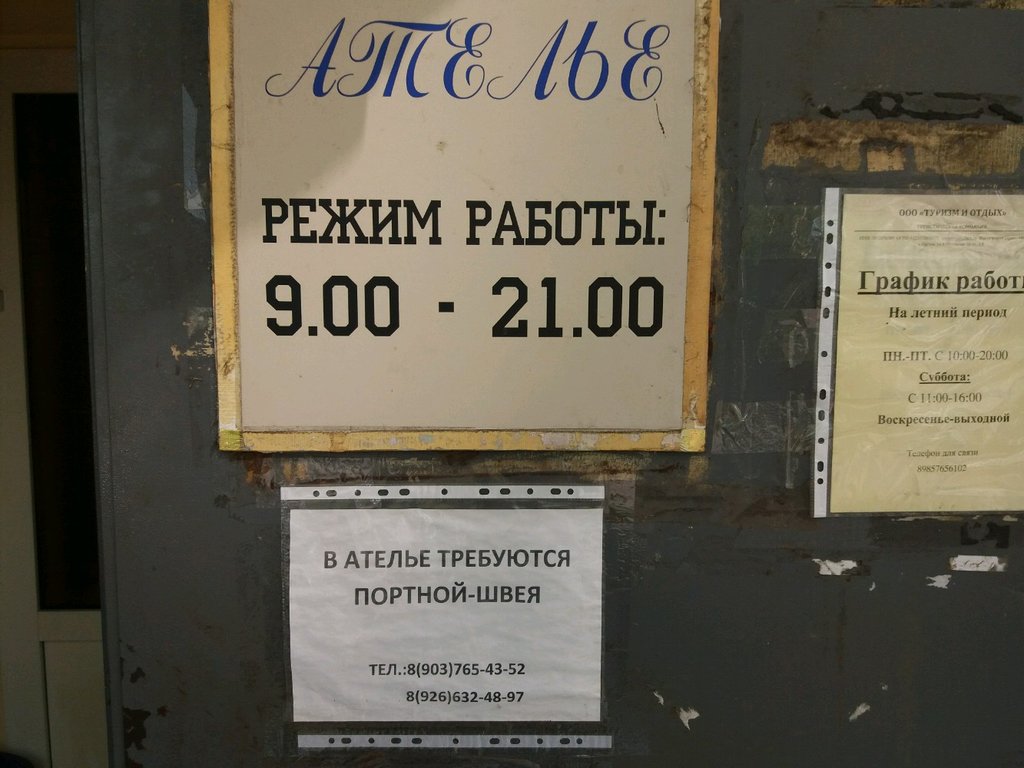 АТЕЛЬЕ
РЕЖИМ РАБОТЫ:
9.00 - 21.00
В АТЕЛЬЕ ТРЕБУЮТСЯ
ПОРТНОЙ-ШВЕЯ
ТЕЛ.:8(903)765-43-52
8(926)632-48-97
ООО «ТУРИЗМ И ОТДЫХ»
График работы
На летний период
ПН.-ПТ. С 10:00-20:00
Суббота:
С 11:00-16:00
Воскресенье-выходной
Телефон для связи
89857656102